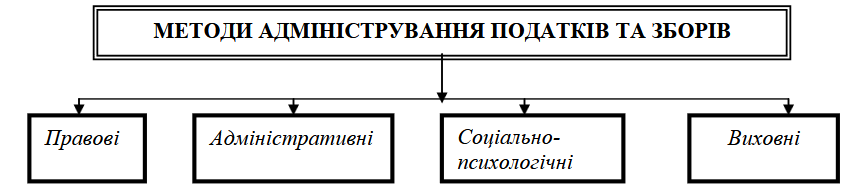 МЕТОДИ АДМІНІСТРУВАННЯ ПОДАТКІВ ТА ЗБОРІВ
Правові
Адміністративні
Соціально-
психологічні
Виховні